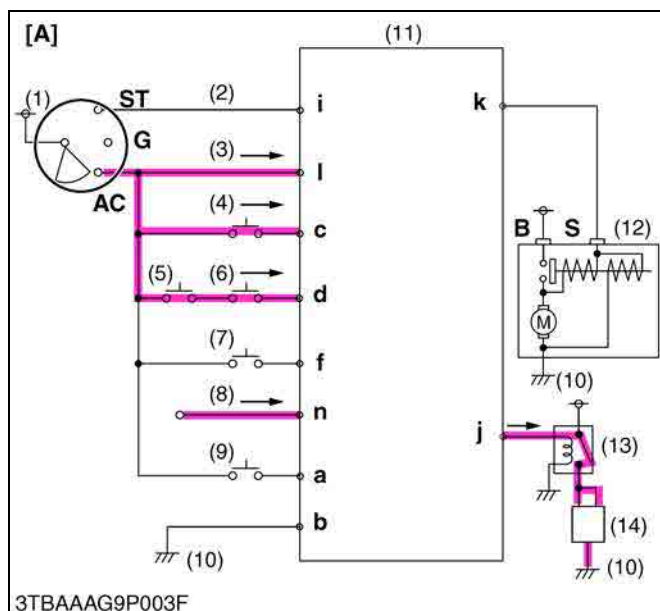 [A]
(11)
(1)
ST
(2)
i
k
G
(3)
l
AC
(4)
c
B
S
(12)
(5)
(6)
d
M
(7)
f
(8)
n
(10)
j
(13)
(9)
a
b
(14)
(10)
(10)
3TBAAAG9P003F